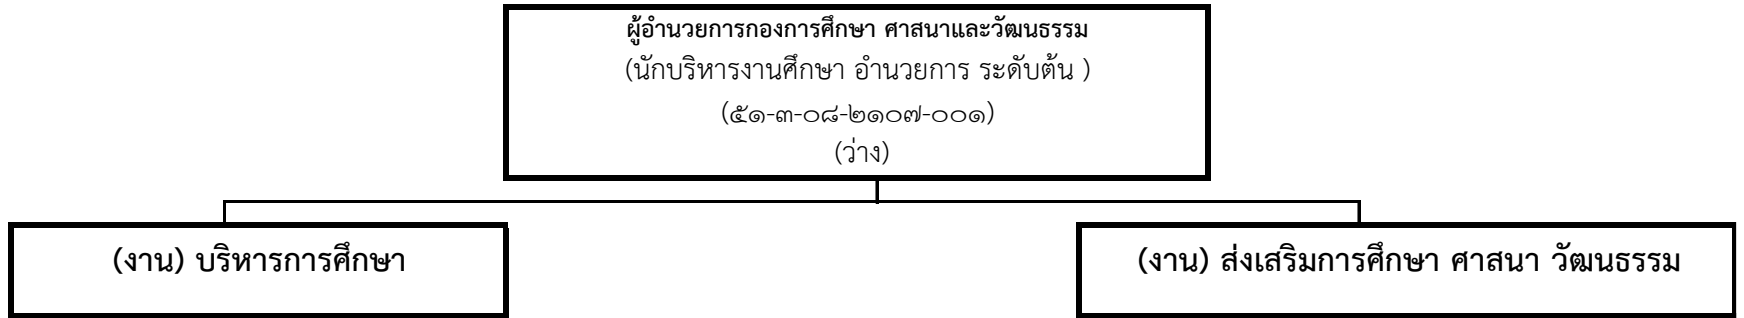 ผู้อำนวยการกองการศึกษา ศาสนาและวัฒนธรรม
(นักบริหารงานศึกษา อำนวยการ ระดับต้น )
(๕๑-๓-๐๘-๒๑๐๗-๐๐๑)
(ว่าง)
(งาน) บริหารการศึกษา
(งาน) ส่งเสริมการศึกษา ศาสนา วัฒนธรรม